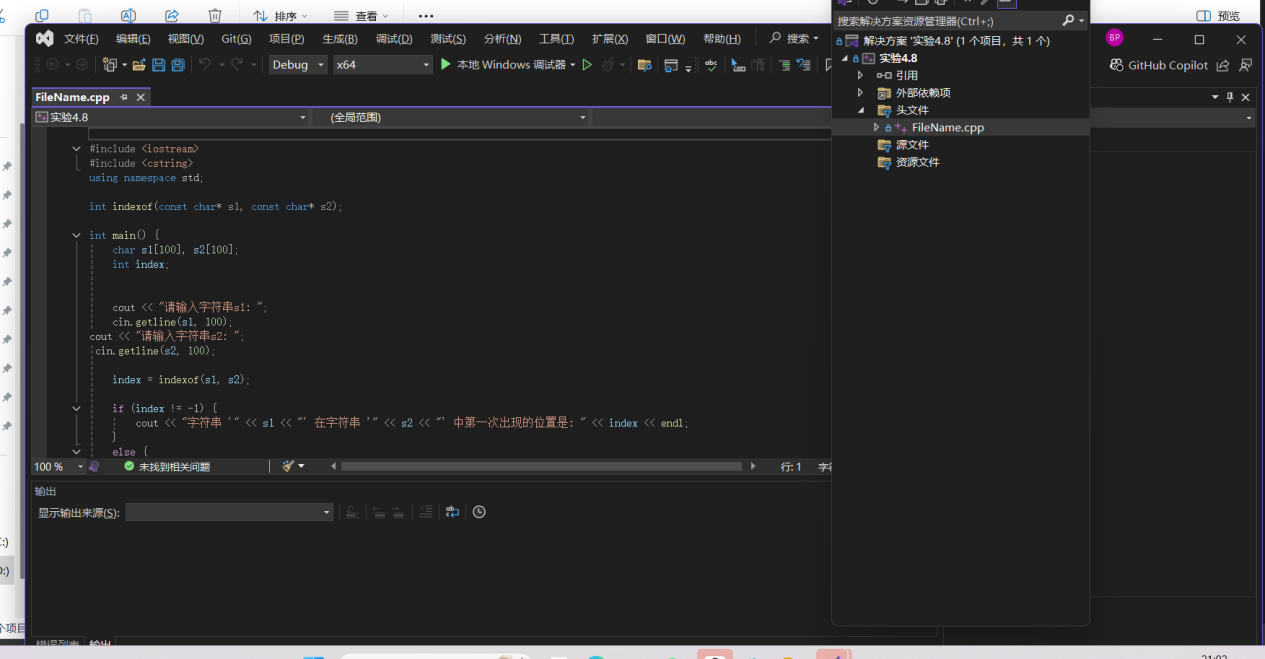 排序
查看
预览
文件(F) 编辑(E) 视图(V) Git(G) 项目(P) 生成(B) 调试(D) 测试(S) 分析(N) 工具(T) 扩展(X) 窗口(W) 帮助(H) 搜索
BP
Debug x64 本地 Windows 调试器
GitHub Copilot
搜索解决方案资源管理器(Ctrl+;)
解决方案 '实验4.8' (1 个项目, 共 1 个)
实验4.8
引用
外部依赖项
头文件
FileName.cpp
源文件
资源文件
FileName.cpp
实验4.8 (全局范围)
#include <iostream>
#include <cstring>
using namespace std;
int indexof(const char* s1, const char* s2);
int main() {
char s1[100], s2[100];
int index;
cout << "请输入字符串s1: ";
cin.getline(s1, 100);
cout << "请输入字符串s2: ";
cin.getline(s2, 100);
index = indexof(s1, s2);
if (index != -1) {
cout << "字符串 '" << s1 << "' 在字符串 '" << s2 << "' 中第一次出现的位置是: " << index << endl;
}
else {
100 % 未找到相关问题 行: 1
输出
显示输出来源(S):
错误列表 输出
21:02